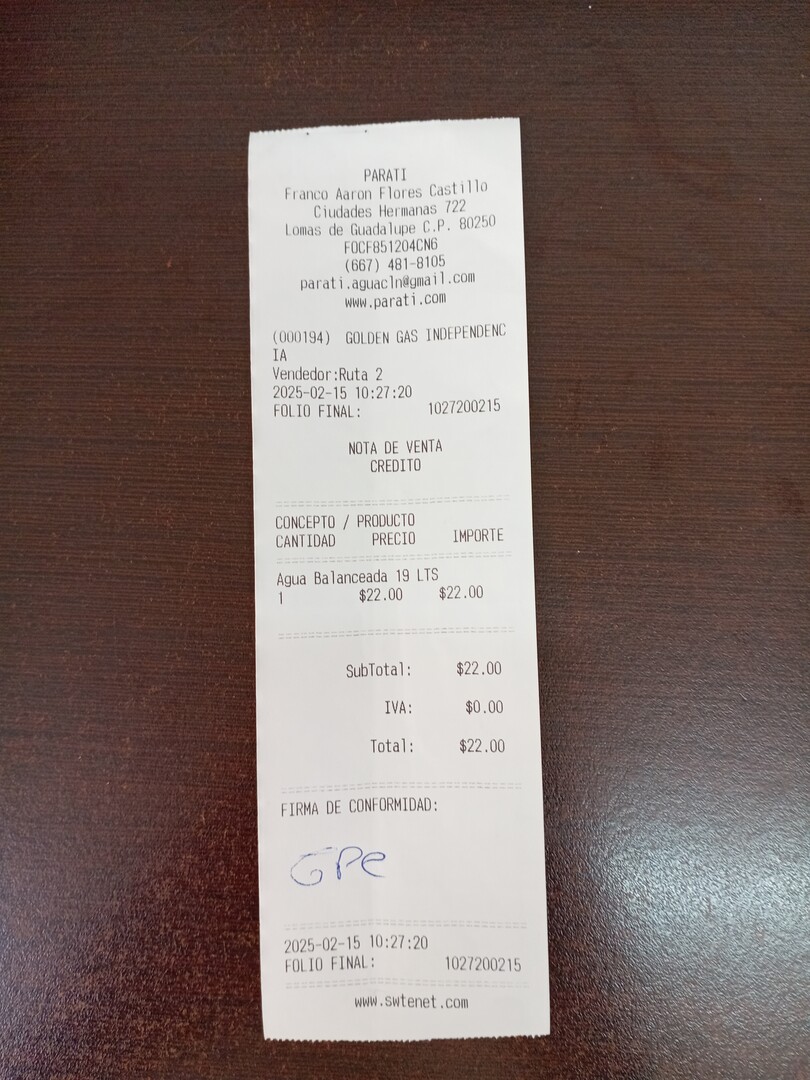 PARATI
Franco Aaron Flores Castillo
Ciudades Hermanas 722
Lomas de Guadalupe C.P. 80250
FOCF851204CN6
(667) 481-8105
parati.aguacln@gmail.com
www.parati.com
(000194) GOLDEN GAS INDEPENDENC
IA
Vendedor:Ruta 2
2025-02-15 10:27:20
FOLIO FINAL: 1027200215
NOTA DE VENTA
CREDITO
CONCEPTO / PRODUCTO
CANTIDAD PRECIO IMPORTE
Agua Balanceada 19 LTS
1 $22.00 $22.00
SubTotal: $22.00
IVA: $0.00
Total: $22.00
FIRMA DE CONFORMIDAD:
GPe
2025-02-15 10:27:20
FOLIO FINAL: 1027200215
www.swtenet.com